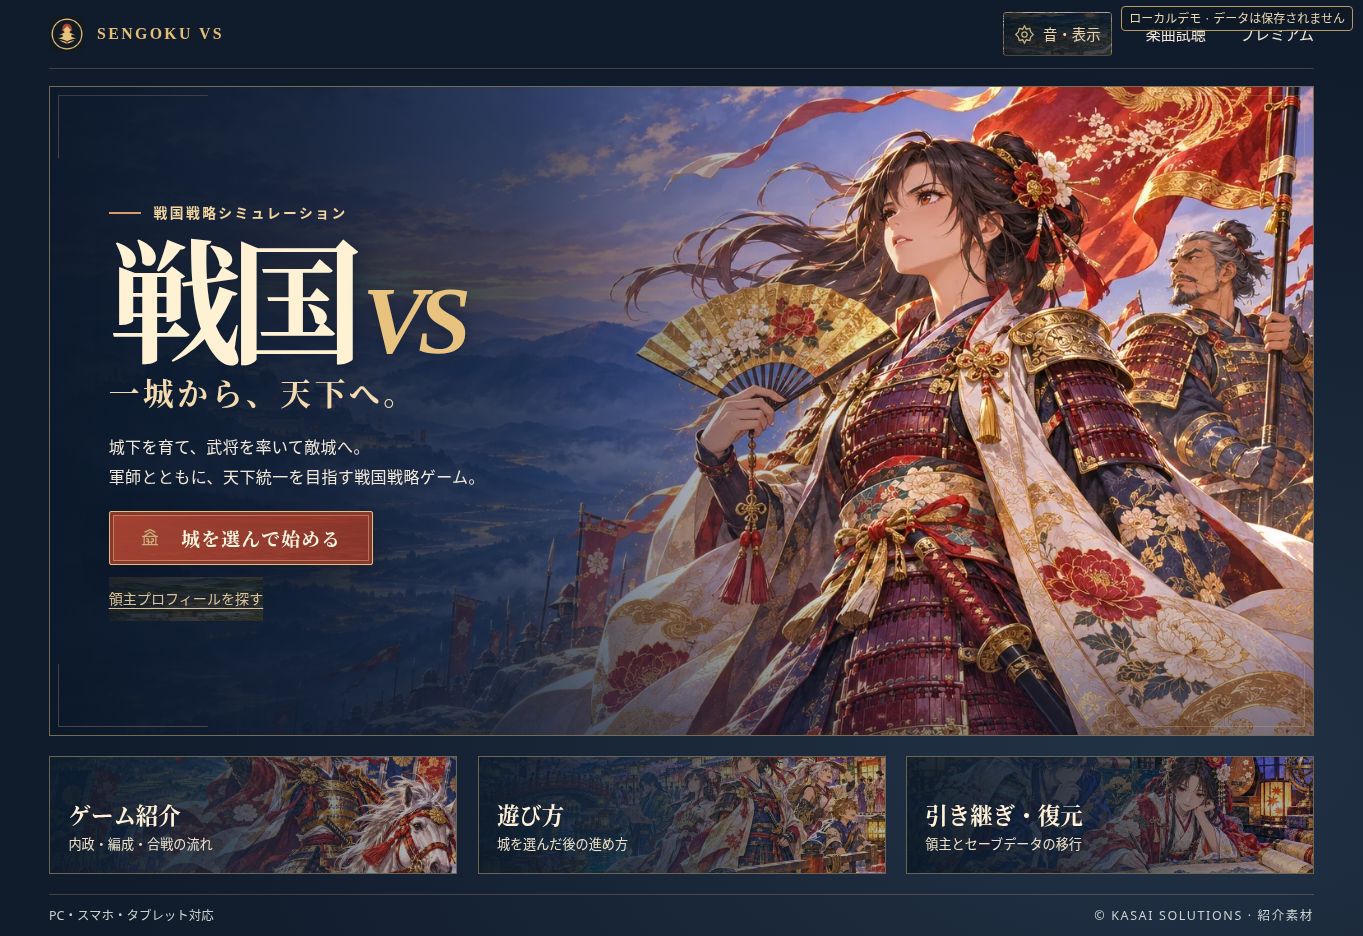 SENGOKU VS
音・表示
ローカルデモ · データは保存されません
楽曲試聴
プレミアム
戦国戦略シミュレーション
戦国VS
一城から、天下へ。
城下を育て、武将を率いて敵城へ。
軍師とともに、天下統一を目指す戦国戦略ゲーム。
城を選んで始める
領主プロフィールを探す
ゲーム紹介
内政・編成・合戦の流れ
遊び方
城を選んだ後の進め方
引き継ぎ・復元
領主とセーブデータの移行
PC・スマホ・タブレット対応
© KASAI SOLUTIONS · 紹介素材